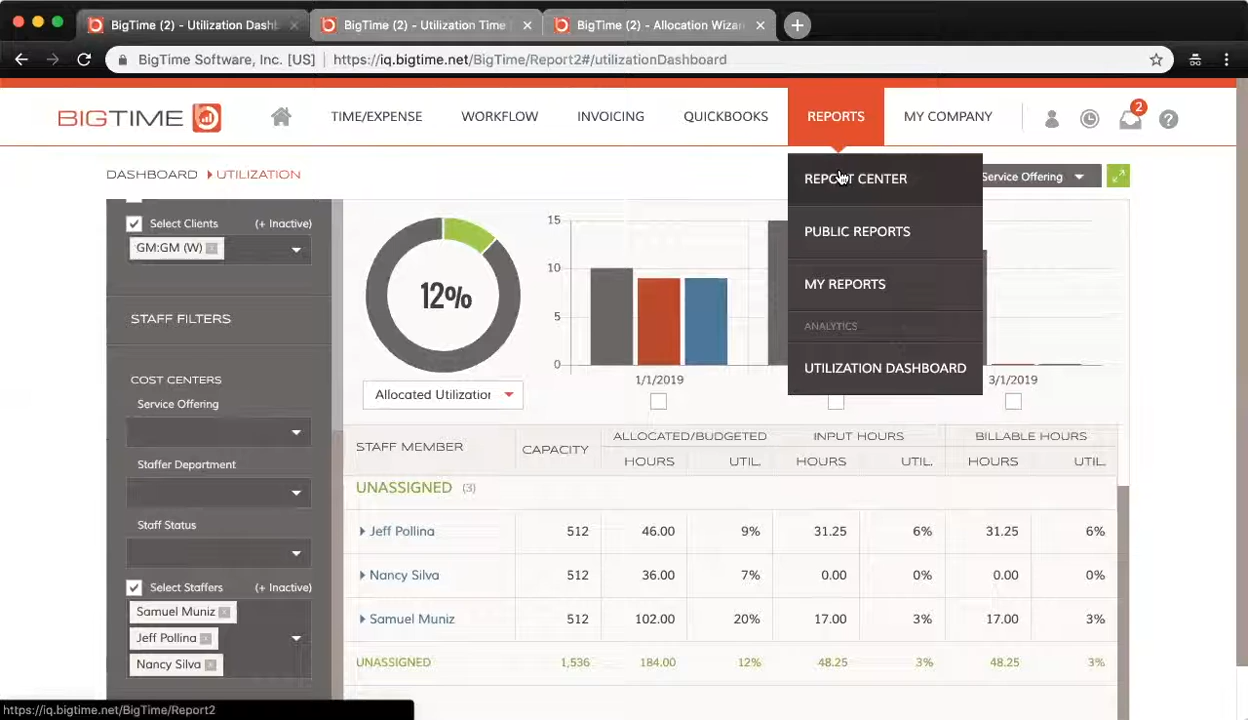 BigTime (2) - Utilization Dashb
BigTime (2) - Utilization Time
BigTime (2) - Allocation Wizar
BigTime Software, Inc. [US] https://iq.bigtime.net/BigTime/Report2#/utilizationDashboard
BIGTIME
TIME/EXPENSE
WORKFLOW
INVOICING
QUICKBOOKS
REPORTS
MY COMPANY
2
DASHBOARD UTILIZATION
Service Offering
REPORT CENTER
PUBLIC REPORTS
MY REPORTS
ANALYTICS
UTILIZATION DASHBOARD
Select Clients (+ Inactive)
GM:GM (W)
STAFF FILTERS
COST CENTERS
Service Offering
Staffer Department
Staff Status
Select Staffers (+ Inactive)
Samuel Muniz
Jeff Pollina
Nancy Silva
12%
Allocated Utilization
15
10
5
0
1/1/2019
3/1/2019
STAFF MEMBER CAPACITY ALLOCATED/BUDGETED INPUT HOURS BILLABLE HOURS
HOURS UTIL. HOURS UTIL. HOURS UTIL.
UNASSIGNED (3)
Jeff Pollina 512 46.00 9% 31.25 6% 31.25 6%
Nancy Silva 512 36.00 7% 0.00 0% 0.00 0%
Samuel Muniz 512 102.00 20% 17.00 3% 17.00 3%
UNASSIGNED 1,536 184.00 12% 48.25 3% 48.25 3%
https://iq.bigtime.net/BigTime/Report2